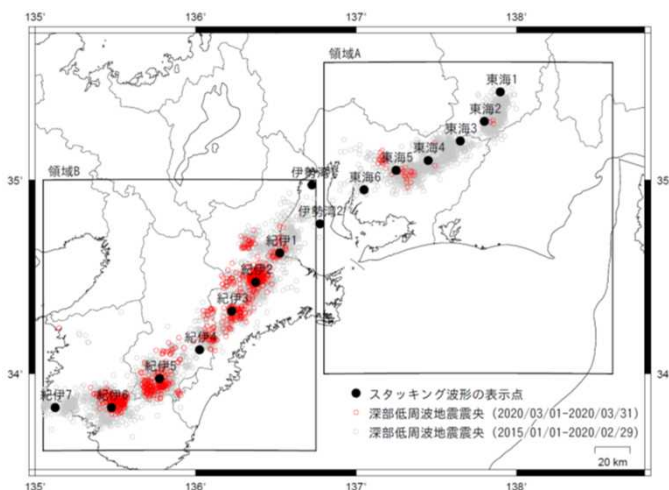 135˚ 136˚ 137˚ 138˚
領域A
東海1
東海2
東海3
東海4
東海5
東海6
35˚ 35˚
領域B
伊勢湾2
紀伊1
紀伊2
紀伊3
紀伊4
紀伊5
紀伊6
紀伊7
34˚ 34˚
スタッキング波形の表示点
深部低周波地震震央 (2020/03/01-2020/03/31)
深部低周波地震震央 (2015/01/01-2020/02/29)
20 km
135˚ 136˚ 137˚ 138˚